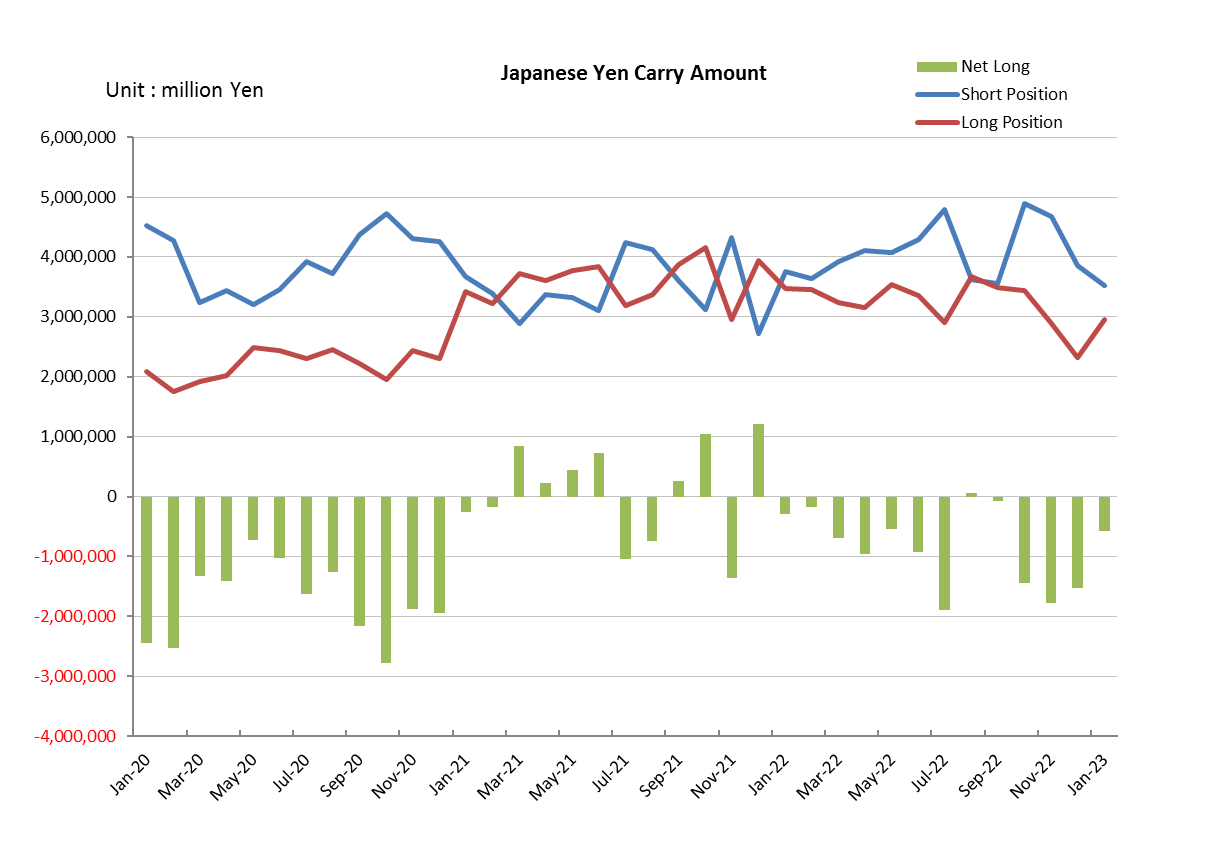 Japanese Yen Carry Amount
Unit : million Yen
Net Long
Short Position
Long Position
6,000,000
5,000,000
4,000,000
3,000,000
2,000,000
1,000,000
0
-1,000,000
-2,000,000
-3,000,000
-4,000,000
Jan-20
Mar-20
May-20
Jul-20
Sep-20
Nov-20
Jan-21
Mar-21
May-21
Jul-21
Sep-21
Nov-21
Jan-22
Mar-22
May-22
Jul-22
Sep-22
Nov-22
Jan-23